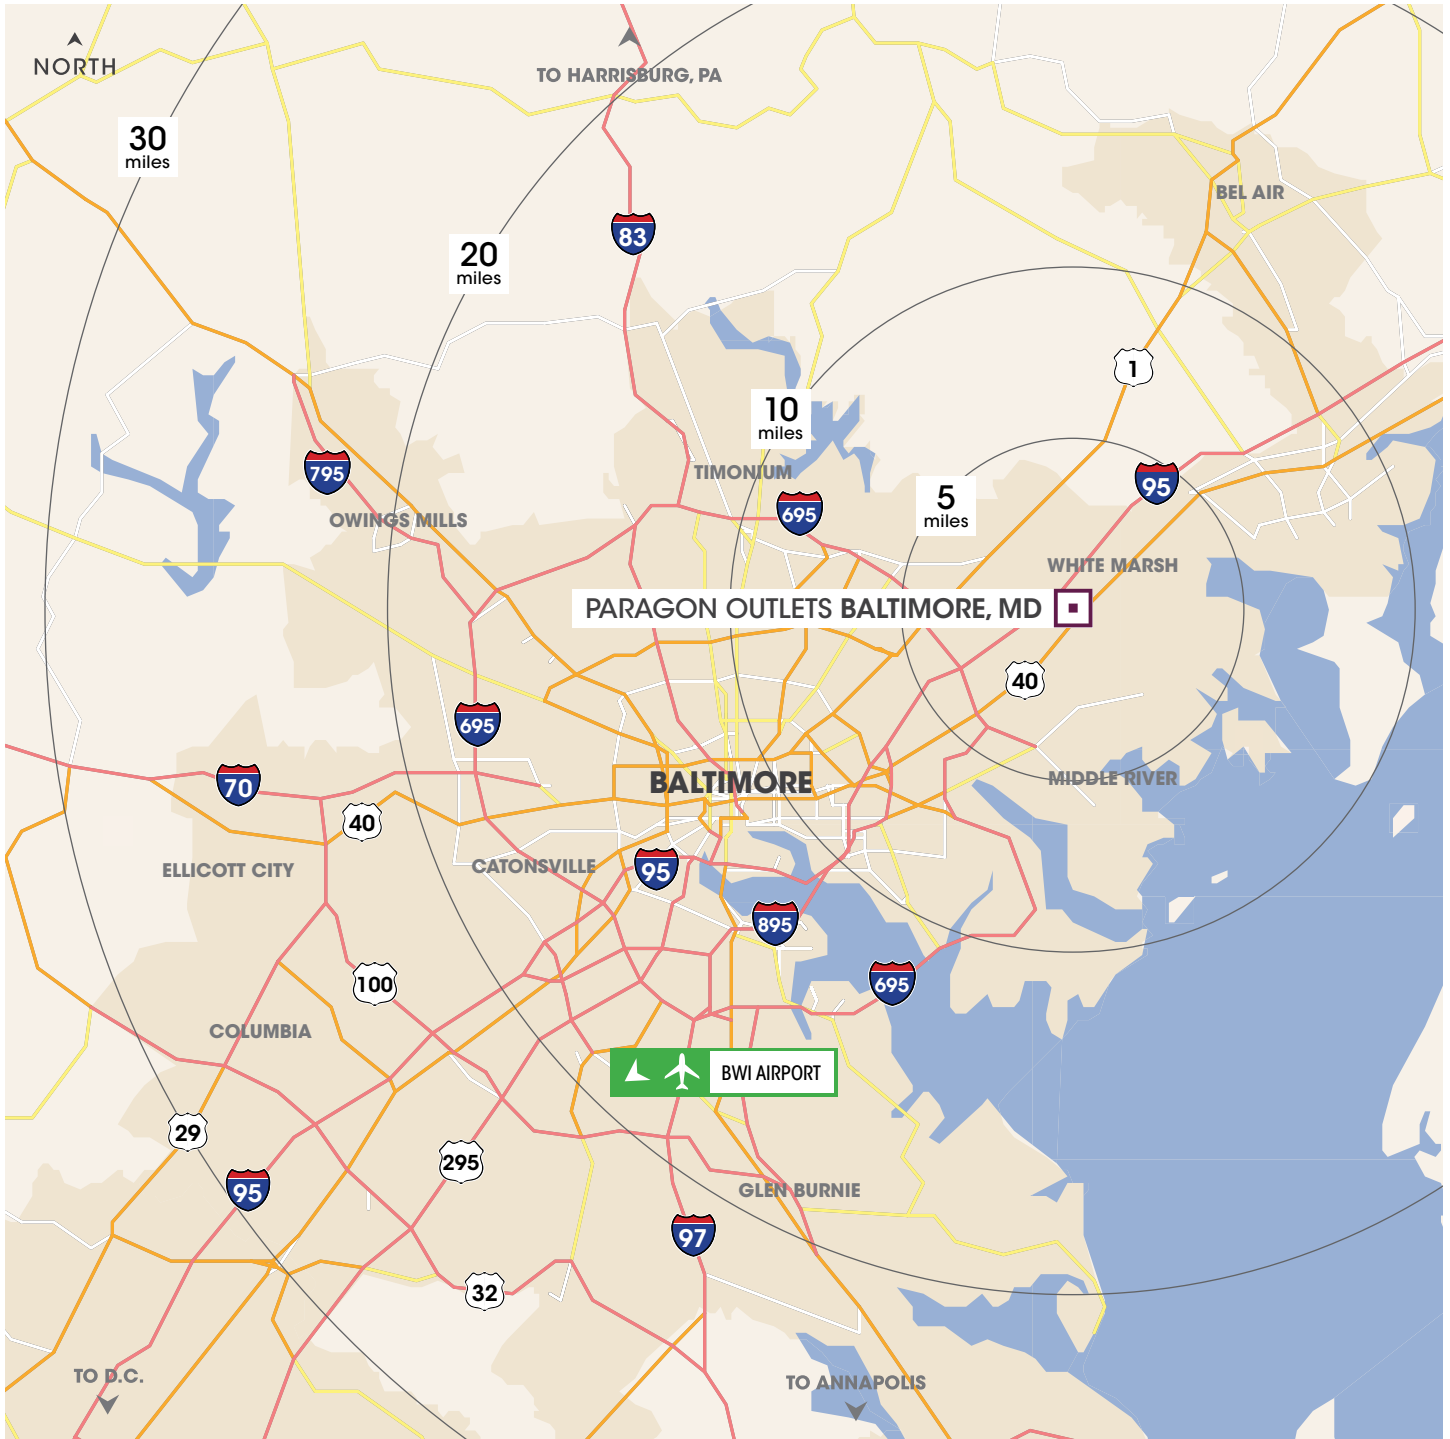 NORTH
TO HARRISBURG, PA
30
miles
BEL AIR
83
20
miles
1
10
miles
TIMONIUM
795
95
5
miles
695
OWINGS MILLS
WHITE MARSH
PARAGON OUTLETS BALTIMORE, MD
40
695
BALTIMORE
MIDDLE RIVER
70
40
ELLICOTT CITY
CATONSVILLE
95
895
100
695
COLUMBIA
BWI AIRPORT
29
295
95
GLEN BURNIE
97
32
TO D.C.
TO ANNAPOLIS